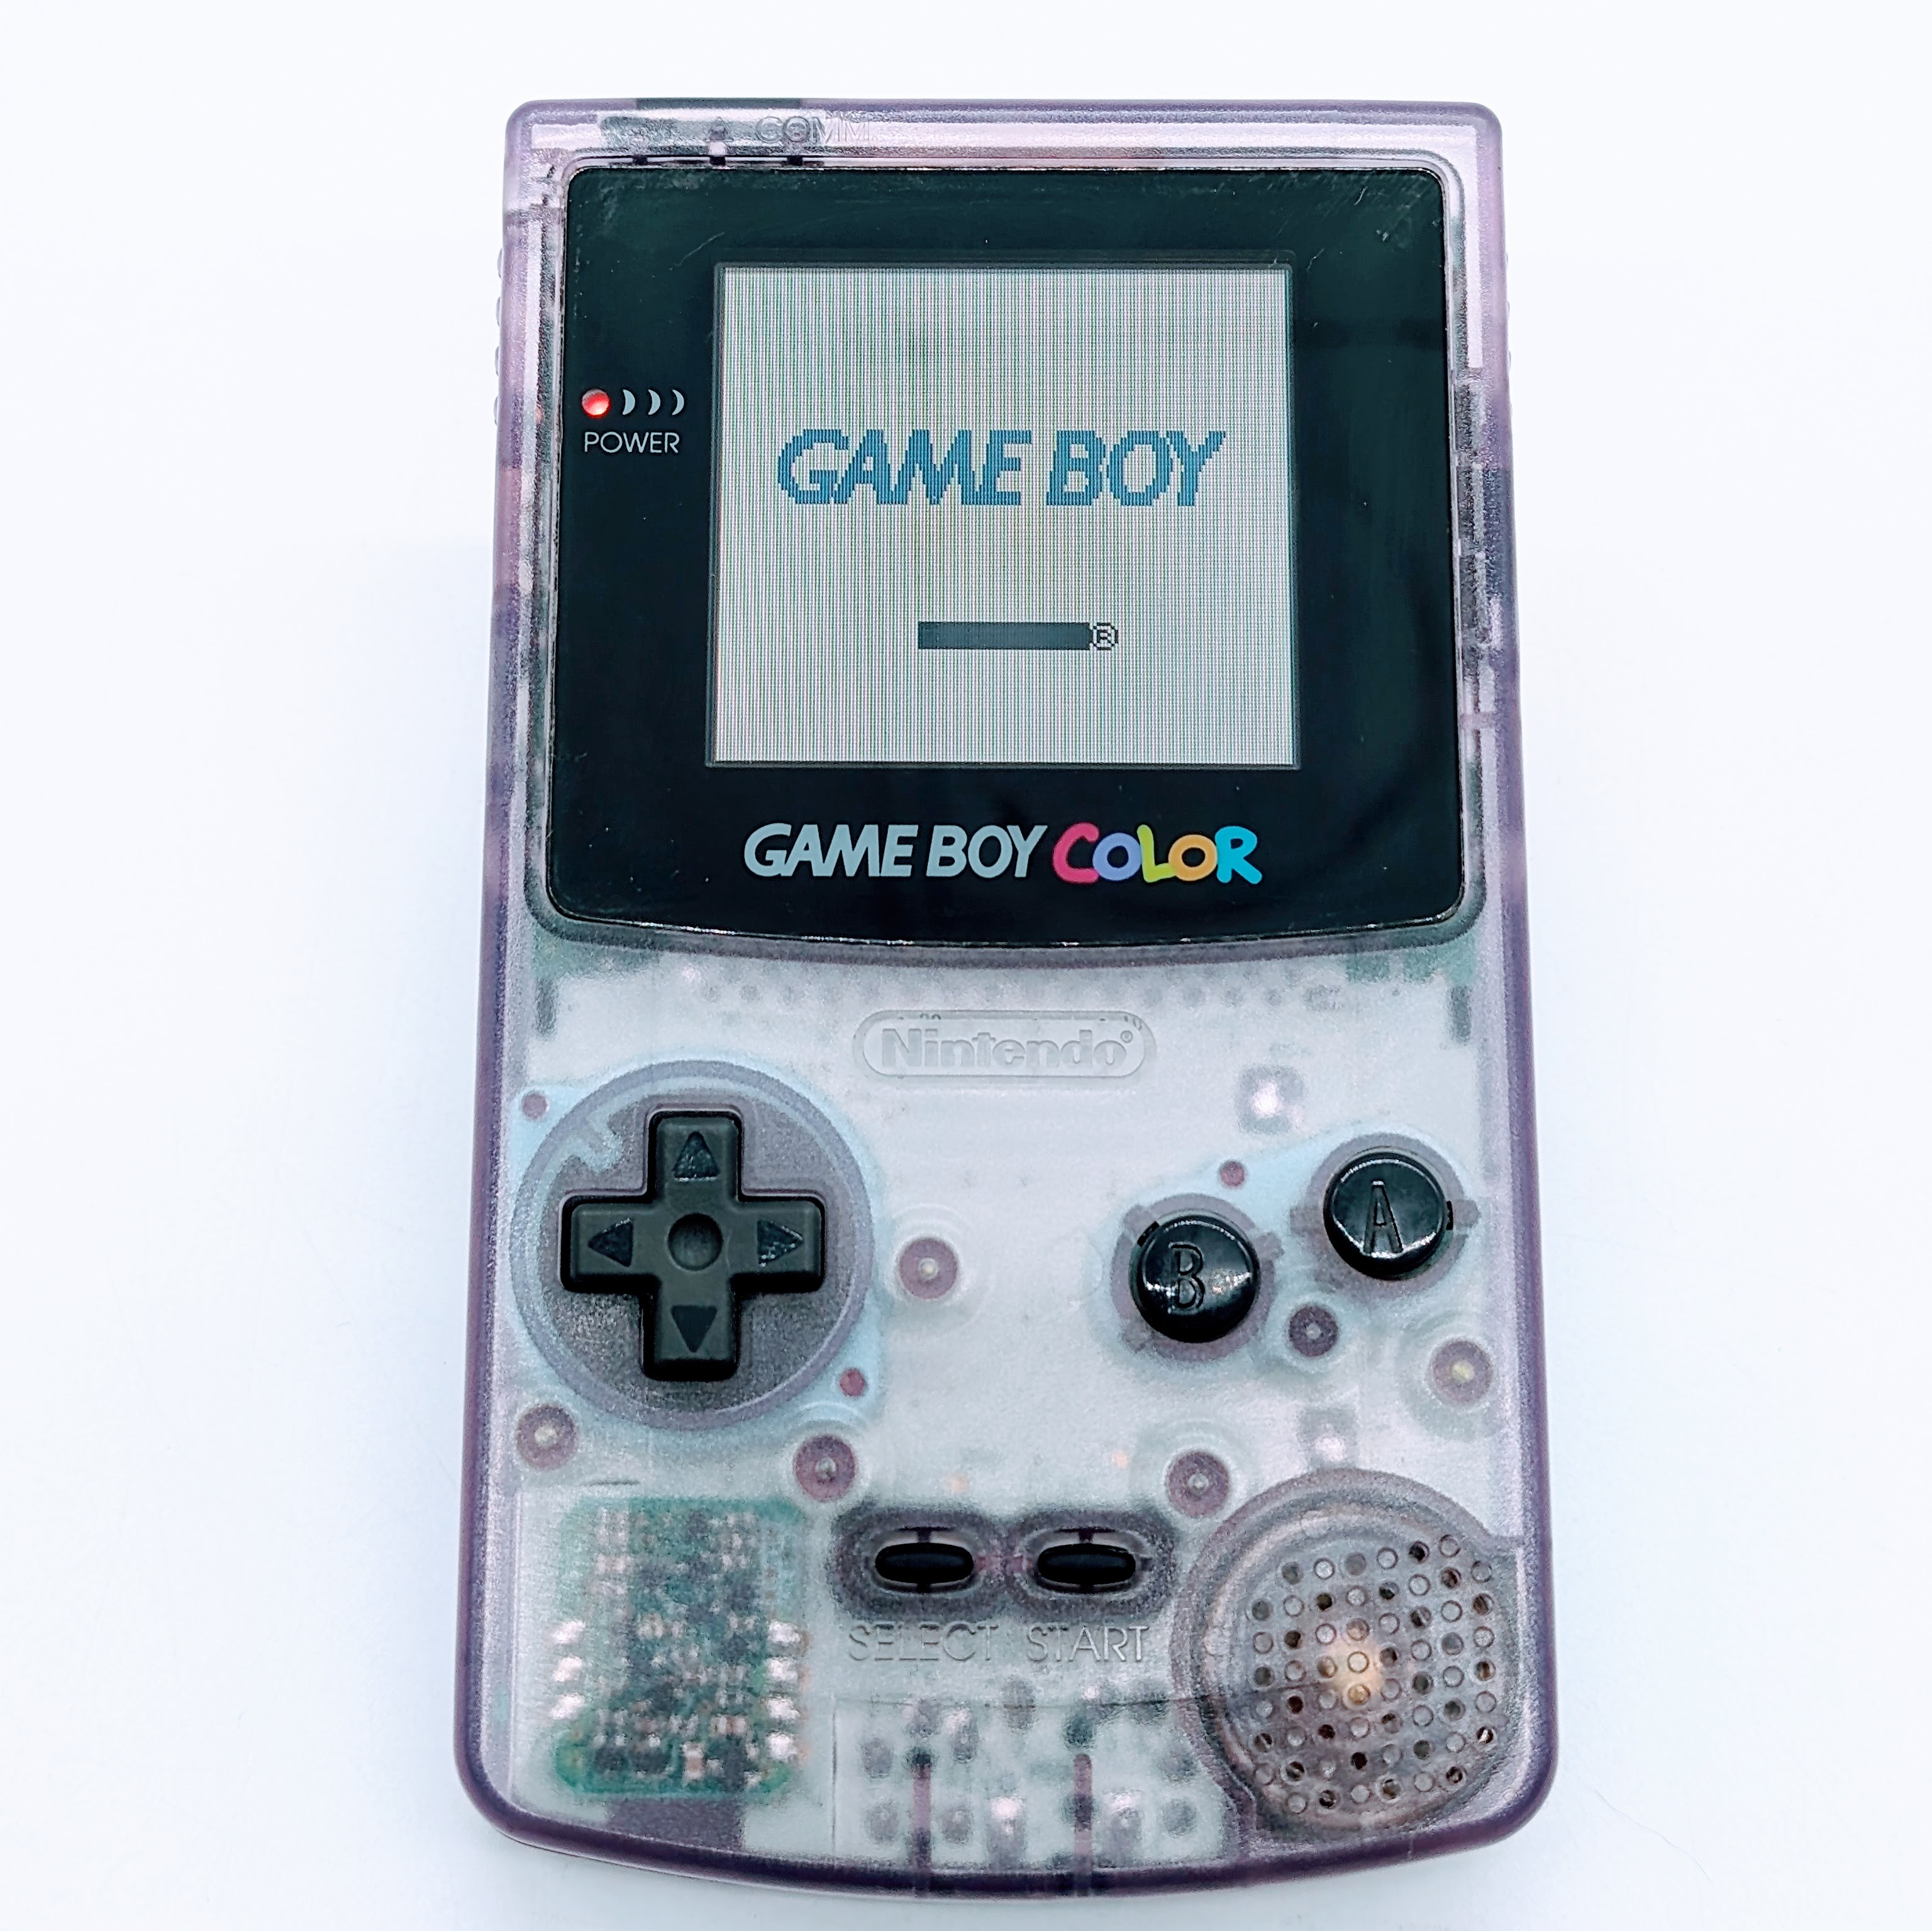 COMM.
POWER
GAME BOY
®
GAME BOY COLOR
Nintendo®
A
B
SELECT START